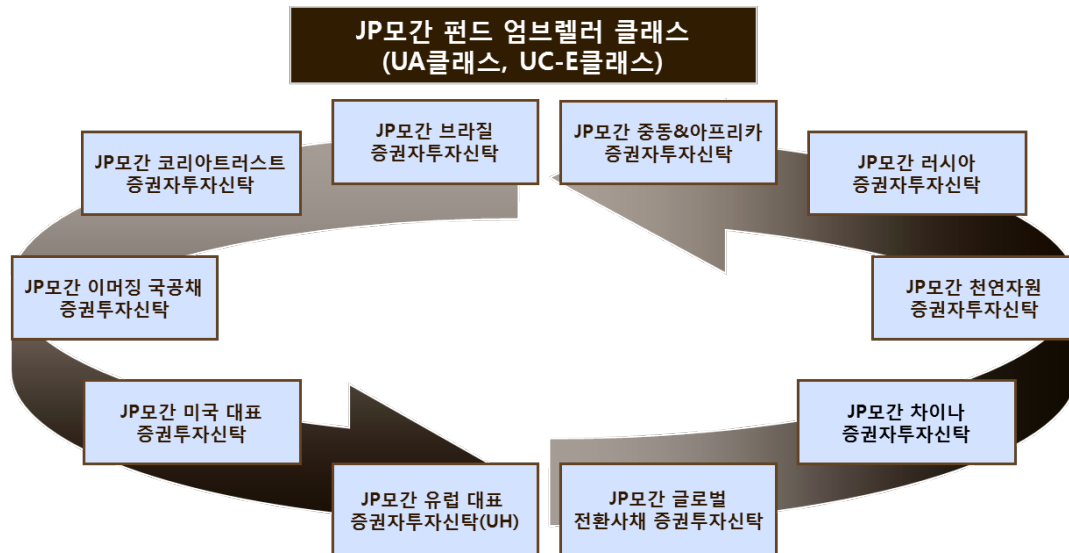 JP모간 펀드 엄브렐러 클래스
(UA클래스, UC-E클래스)
JP모간 브라질
증권자투자신탁
JP모간 중동&아프리카
증권자투자신탁
JP모간 코리아트러스트
증권자투자신탁
JP모간 러시아
증권자투자신탁
JP모간 이머징 국공채
증권투자신탁
JP모간 천연자원
증권자투자신탁
JP모간 미국 대표
증권투자신탁
JP모간 차이나
증권자투자신탁
JP모간 유럽 대표
증권자투자신탁(UH)
JP모간 글로벌
전환사채 증권투자신탁